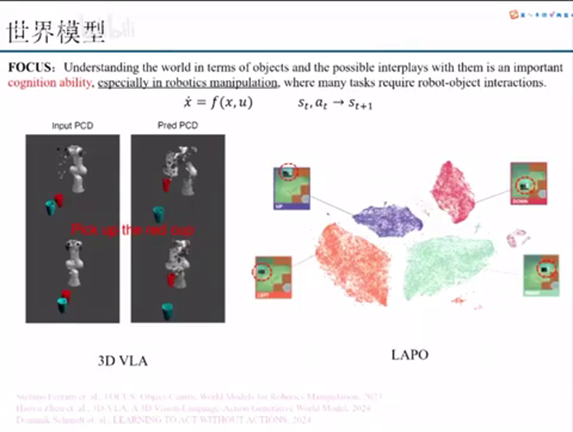 世界模型
FOCUS: Understanding the world in terms of objects and the possible interplays with them is an important
cognition ability, especially in robotics manipulation, where many tasks require robot-object interactions.
ẋ = f(x, u) s_t, a_t → s_{t+1}
Input PCD Pred PCD
Pick up the red cup
UP
DOWN
LEFT
RIGHT
3D VLA
LAPO
Stefano Ferraro et al., FOCUS: Object-Centric World Models for Robotics Manipulation, 2023
Haoyu Zhen et al., 3D-VLA: A 3D Vision-Language-Action Generative World Model, 2024
Dominik Schmidt et al., LEARNING TO ACT WITHOUT ACTIONS, 2024